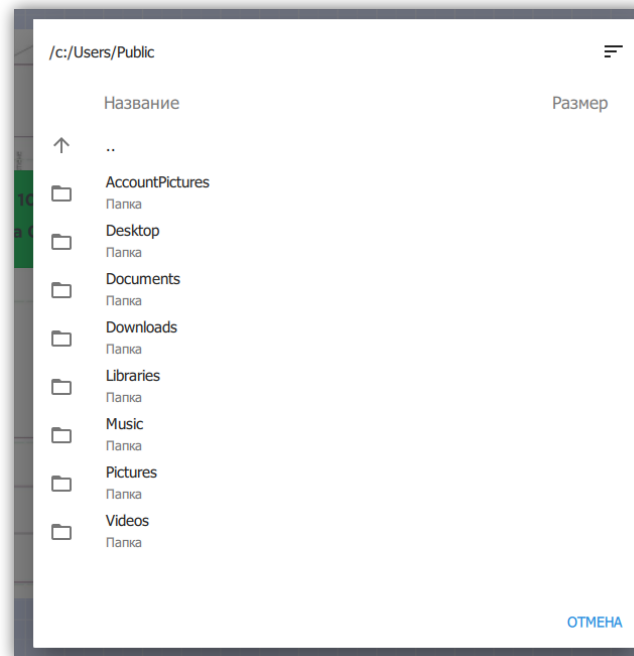 /c:/Users/Public
Название Размер
..
AccountPictures
Папка
Desktop
Папка
Documents
Папка
Downloads
Папка
Libraries
Папка
Music
Папка
Pictures
Папка
Videos
Папка
ОТМЕНА